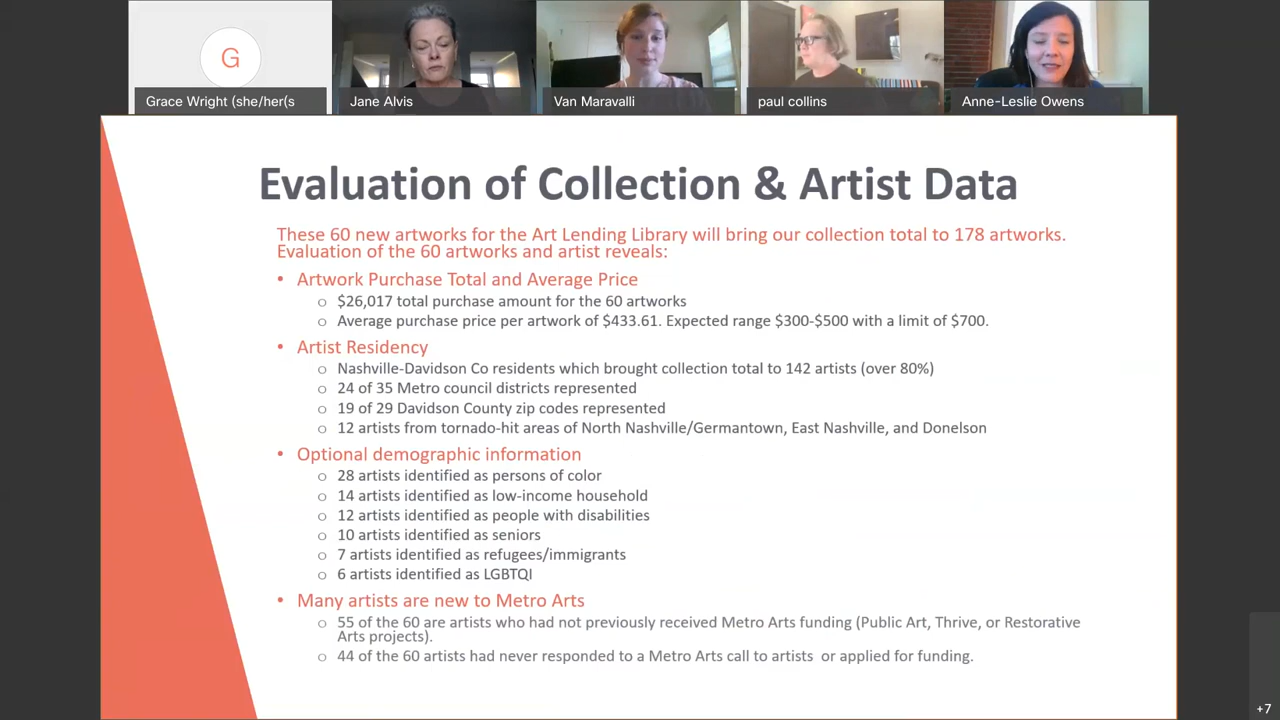 G
Grace Wright (she/her(s
Jane Alvis
Van Maravalli
paul collins
Anne-Leslie Owens
Evaluation of Collection & Artist Data
These 60 new artworks for the Art Lending Library will bring our collection total to 178 artworks.
Evaluation of the 60 artworks and artist reveals:
• Artwork Purchase Total and Average Price
o $26,017 total purchase amount for the 60 artworks
o Average purchase price per artwork of $433.61. Expected range $300-$500 with a limit of $700.
• Artist Residency
o Nashville-Davidson Co residents which brought collection total to 142 artists (over 80%)
o 24 of 35 Metro council districts represented
o 19 of 29 Davidson County zip codes represented
o 12 artists from tornado-hit areas of North Nashville/Germantown, East Nashville, and Donelson
• Optional demographic information
o 28 artists identified as persons of color
o 14 artists identified as low-income household
o 12 artists identified as people with disabilities
o 10 artists identified as seniors
o 7 artists identified as refugees/immigrants
o 6 artists identified as LGBTQI
• Many artists are new to Metro Arts
o 55 of the 60 are artists who had not previously received Metro Arts funding (Public Art, Thrive, or Restorative
Arts projects).
o 44 of the 60 artists had never responded to a Metro Arts call to artists or applied for funding.
+7